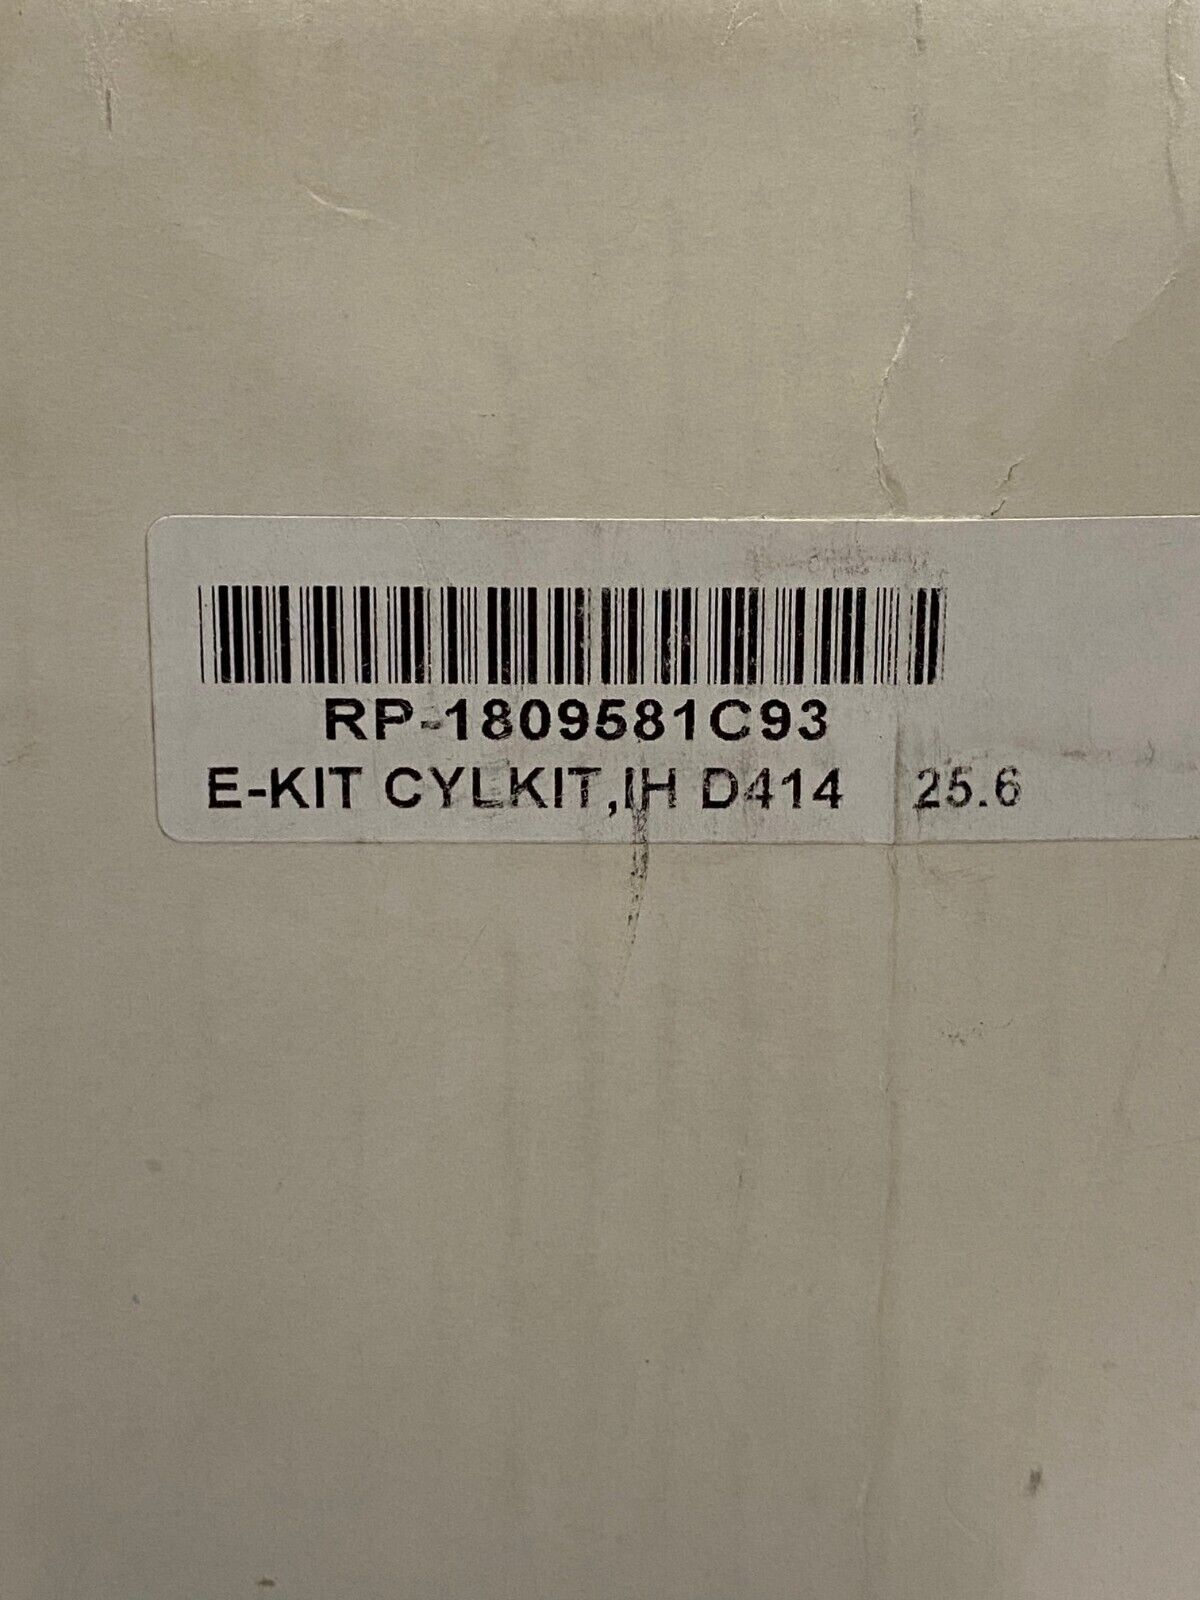 RP-1809581C93
E-KIT CYLKIT,IH D414 25.6